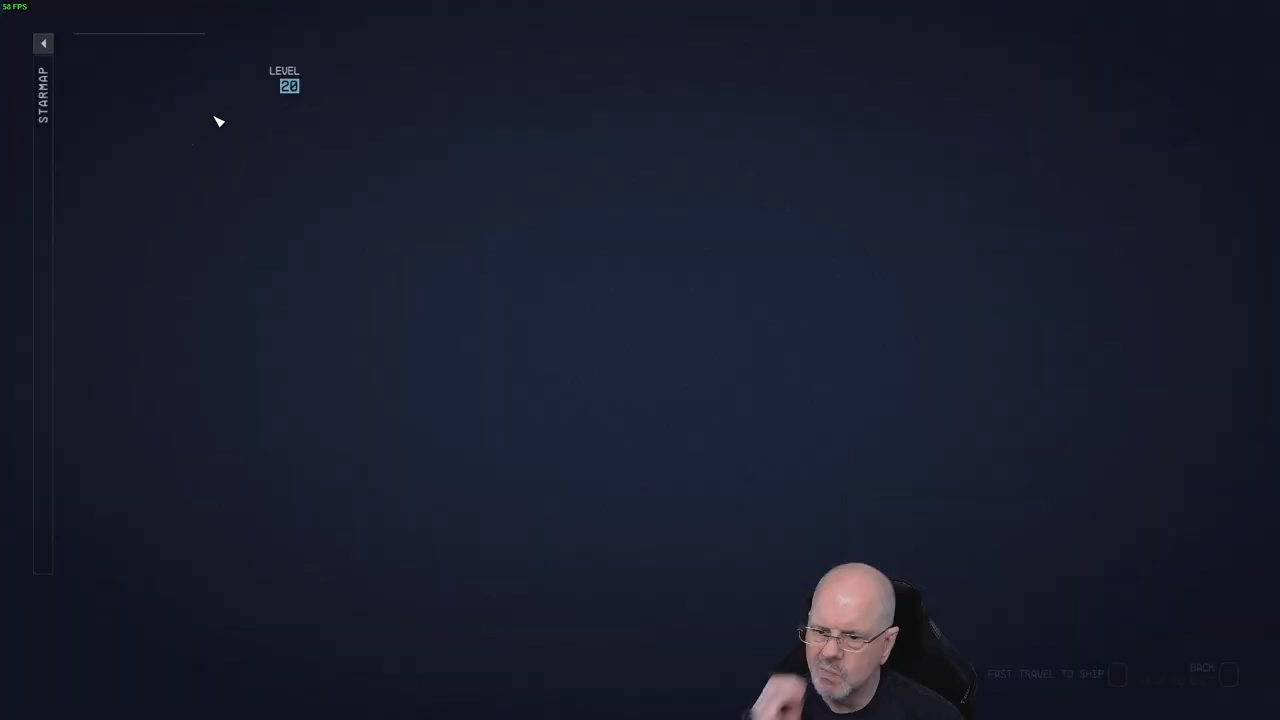 58 FPS
STARMAP
LEVEL
20
FAST TRAVEL TO SHIP
BACK